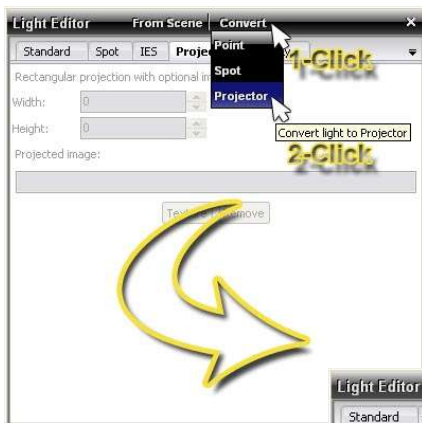 Light Editor From Scene Convert
Standard Spot IES Projec
Point
1-Click
Rectangular projection with optional im
Spot
Width: 0
Projector
Height: 0
Convert light to Projector
2-Click
Projected image:
Light Editor
Standard